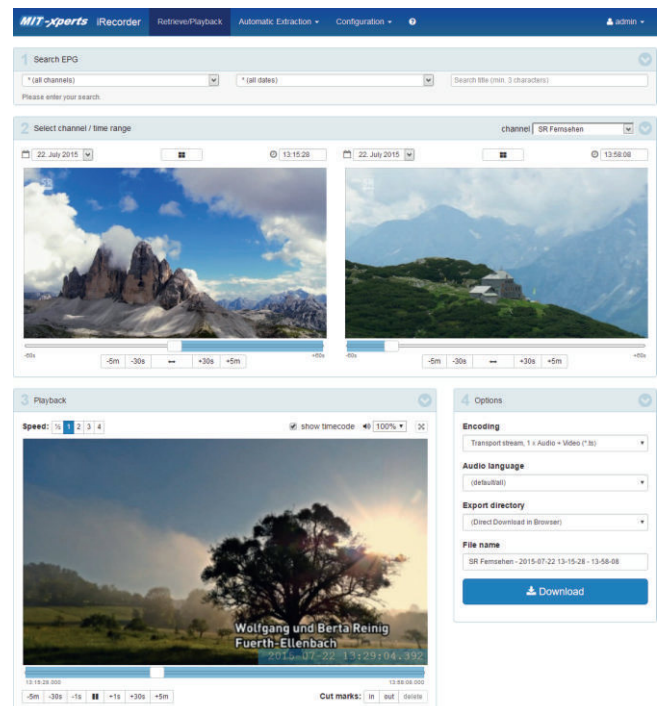 MIT-xperts iRecorder Retrieve/Playback Automatic Extraction Configuration ? admin
1 Search EPG
* (all channels) * (all dates) Search title (min. 3 characters)
Please enter your search.
2 Select channel / time range channel SR Fernsehen
22. July 2015 13:15:28 22. July 2015 13:58:08
-60s +60s -60s +60s
-5m -30s +30s +5m -5m -30s +30s +5m
3 Playback
Speed: ½ 1 2 3 4 show timecode 100%
Wolfgang und Berta Reinig
Fuerth-Ellenbach
2015-07-22 13:29:04.392
13:15:28.000 13:58:08.000
-5m -30s -1s +1s +30s +5m Cut marks: in out delete
4 Options
Encoding
Transport stream, 1 x Audio + Video (*.ts)
Audio language
(default/all)
Export directory
(Direct Download in Browser)
File name
SR Fernsehen - 2015-07-22 13-15-28 - 13-58-08
Download